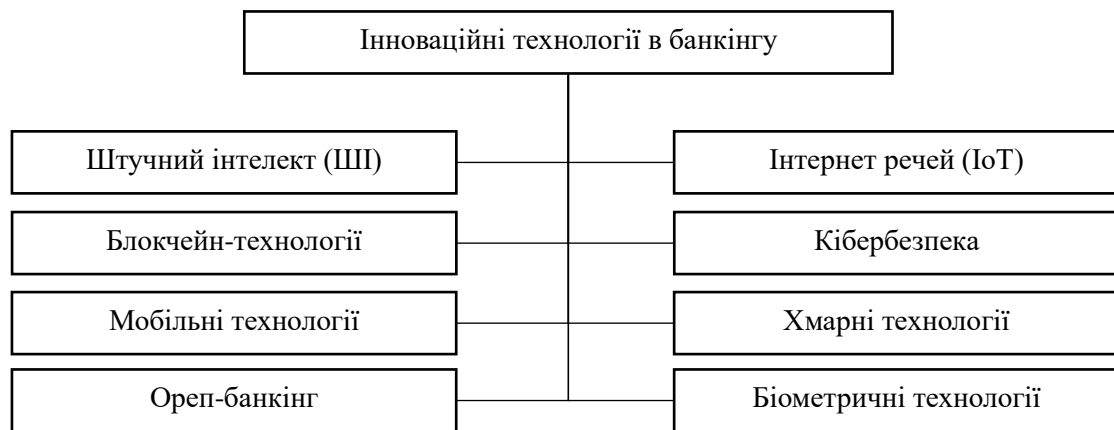 Інноваційні технології в банкінгу
Штучний інтелект (ШІ)
Інтернет речей (ІоТ)
Блокчейн-технології
Кібербезпека
Мобільні технології
Хмарні технології
Open-банкінг
Біометричні технології